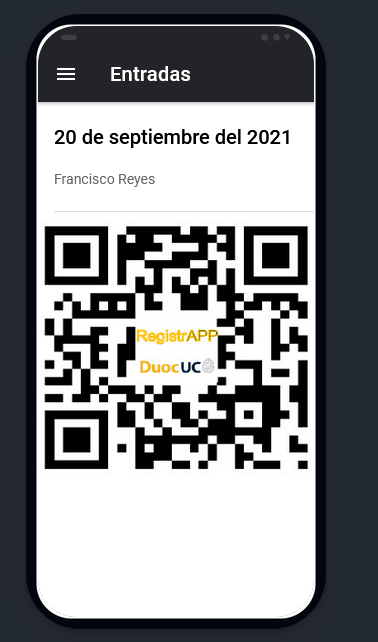 Entradas
20 de septiembre del 2021
Francisco Reyes
RegistrAPP
DuocUC